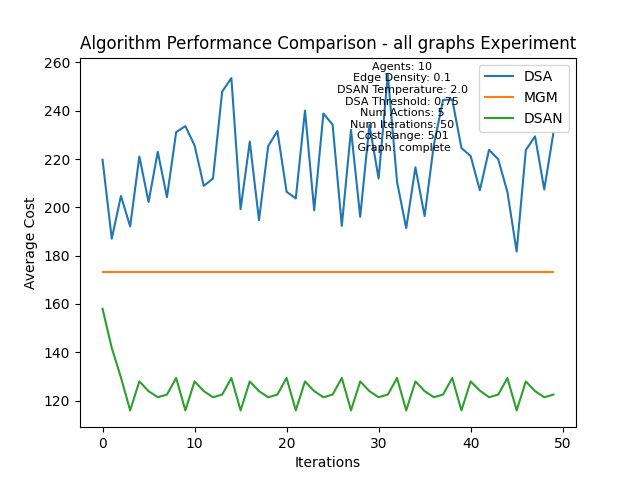 Algorithm Performance Comparison - all graphs Experiment
Agents: 10
Edge Density: 0.1
DSAN Temperature: 2.0
DSA Threshold: 0.75
Num Actions: 5
Num Iterations: 50
Cost Range: 501
Graph: complete
DSA
MGM
DSAN
Average Cost
260
240
220
200
180
160
140
120
0
10
20
30
40
50
Iterations